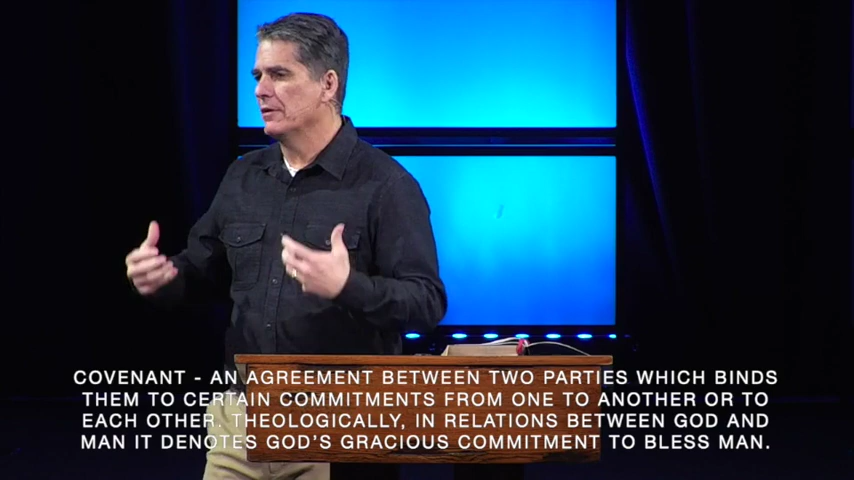 COVENANT - AN AGREEMENT BETWEEN TWO PARTIES WHICH BINDS
THEM TO CERTAIN COMMITMENTS FROM ONE TO ANOTHER OR TO
EACH OTHER. THEOLOGICALLY, IN RELATIONS BETWEEN GOD AND
MAN IT DENOTES GOD'S GRACIOUS COMMITMENT TO BLESS MAN.